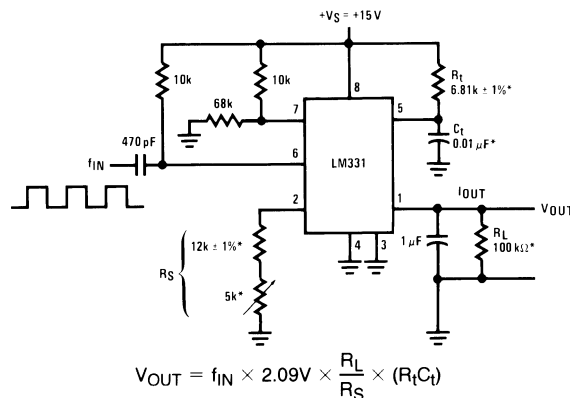 +VS = +15V
10k
10k
Rt
6.81k ± 1%*
68k
8
7
5
470 pF
Ct
0.01 µF*
fIN
6
LM331
2
1
IOUT
VOUT
12k ± 1%*
RS
5k*
4
3
1 µF
RL
100 kΩ*
VOUT = fIN × 2.09V × RL/RS × (RtCt)